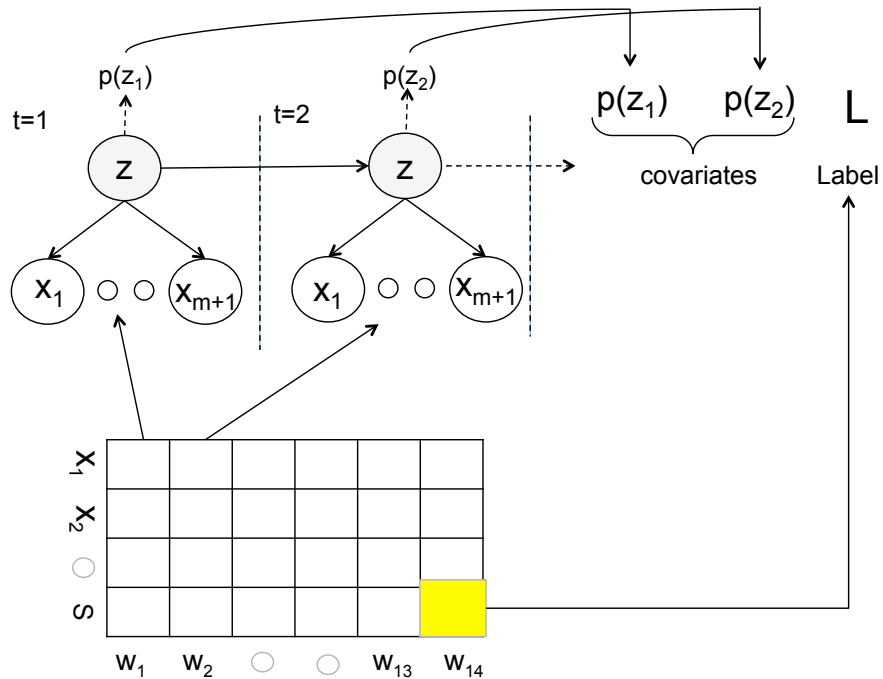 p(z₁) p(z₂)
t=1 t=2 p(z₁) p(z₂) L
z z covariates Label
x₁ xₘ₊₁ x₁ xₘ₊₁
x₁
x₂
S
w₁ w₂ w₁₃ w₁₄